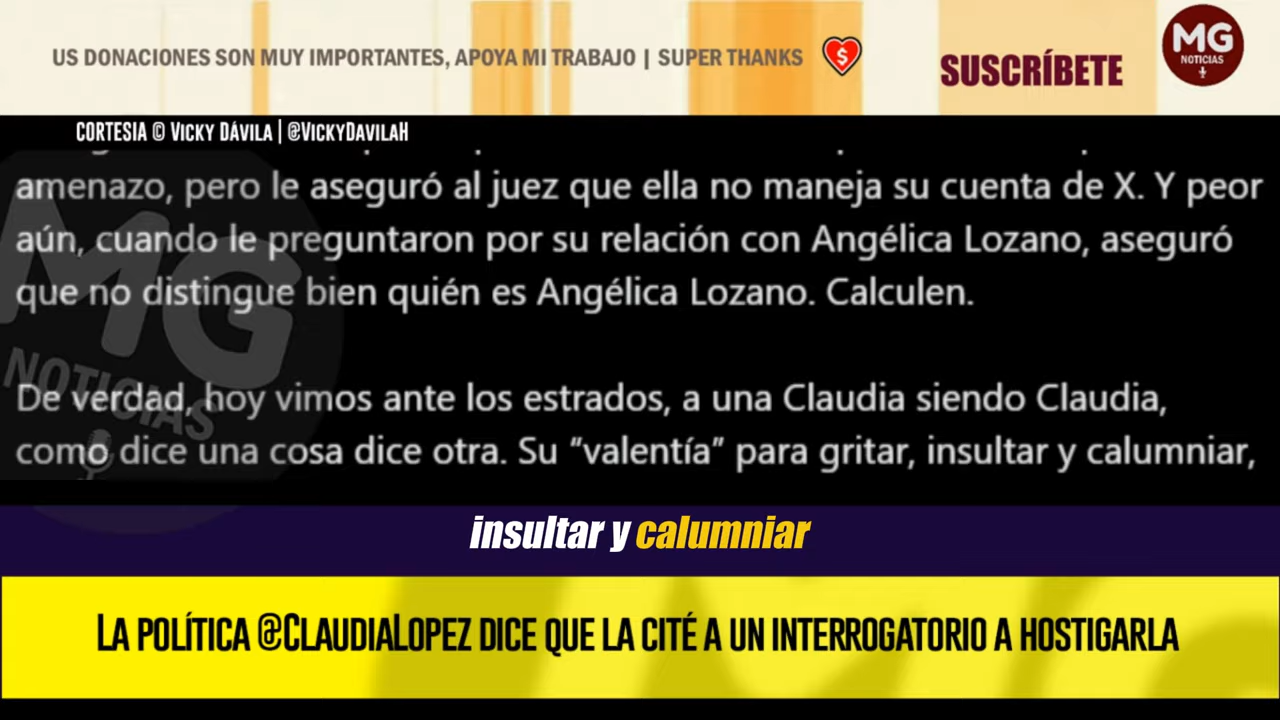 US DONACIONES SON MUY IMPORTANTES, APOYA MI TRABAJO | SUPER THANKS
$
SUSCRÍBETE
MG
NOTICIAS
CORTESIA © VICKY DÁVILA | @VICKYDAVILAH
amenazo, pero le aseguró al juez que ella no maneja su cuenta de X. Y peor
aún, cuando le preguntaron por su relación con Angélica Lozano, aseguró
que no distingue bien quién es Angélica Lozano. Calculen.
De verdad, hoy vimos ante los estrados, a una Claudia siendo Claudia,
como dice una cosa dice otra. Su “valentía” para gritar, insultar y calumniar,
MG
NOTICIAS
insultar y calumniar
LA POLÍTICA @CLAUDIALOPEZ DICE QUE LA CITÉ A UN INTERROGATORIO A HOSTIGARLA